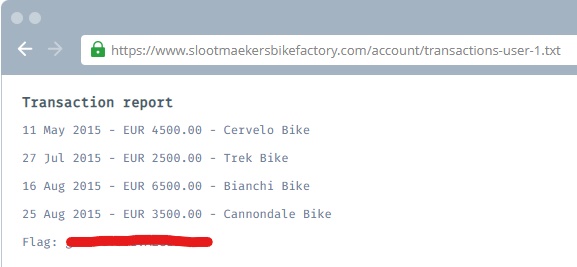 https://www.slootmaekersbikefactory.com/account/transactions-user-1.txt
Transaction report
11 May 2015 - EUR 4500.00 - Cervelo Bike
27 Jul 2015 - EUR 2500.00 - Trek Bike
16 Aug 2015 - EUR 6500.00 - Bianchi Bike
25 Aug 2015 - EUR 3500.00 - Cannondale Bike
Flag: